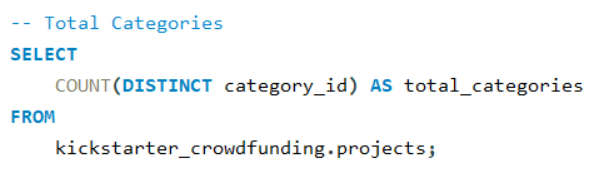 -- Total Categories
SELECT
    COUNT(DISTINCT category_id) AS total_categories
FROM
    kickstarter_crowdfunding.projects;